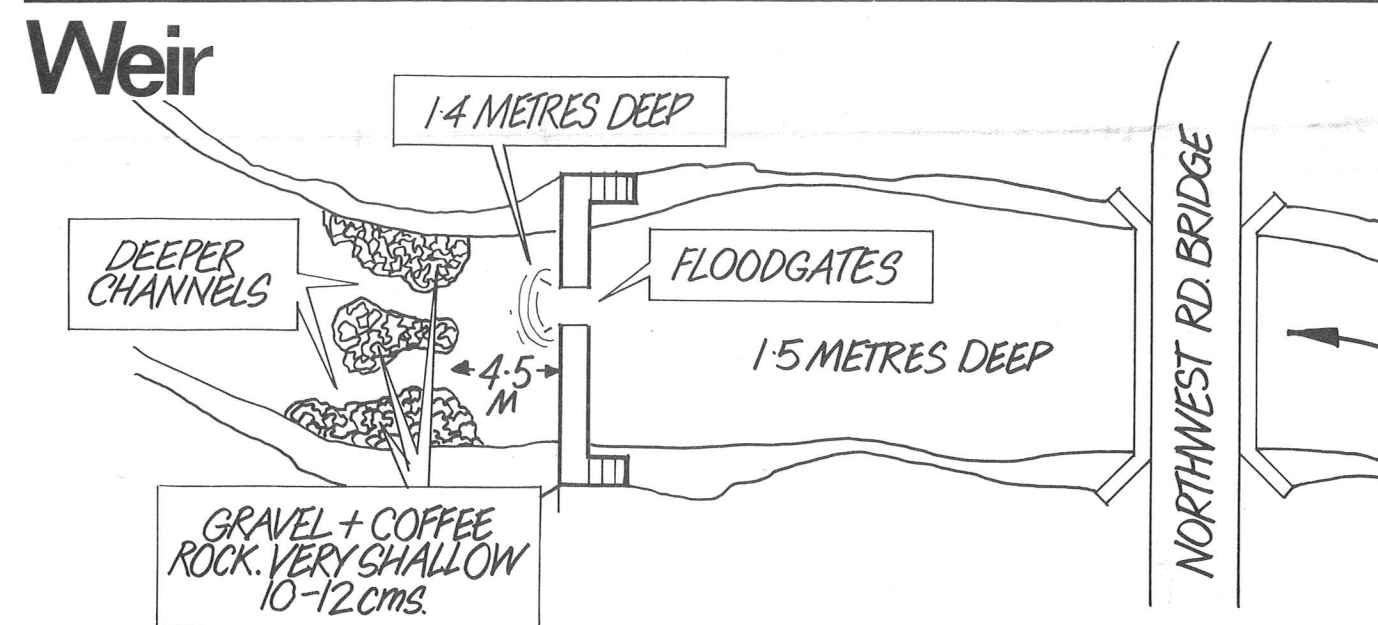 Weir
1·4 METRES DEEP
DEEPER
CHANNELS
FLOODGATES
4.5
M
1·5 METRES DEEP
NORTHWEST RD. BRIDGE
GRAVEL + COFFEE
ROCK. VERY SHALLOW
10-12 cms.